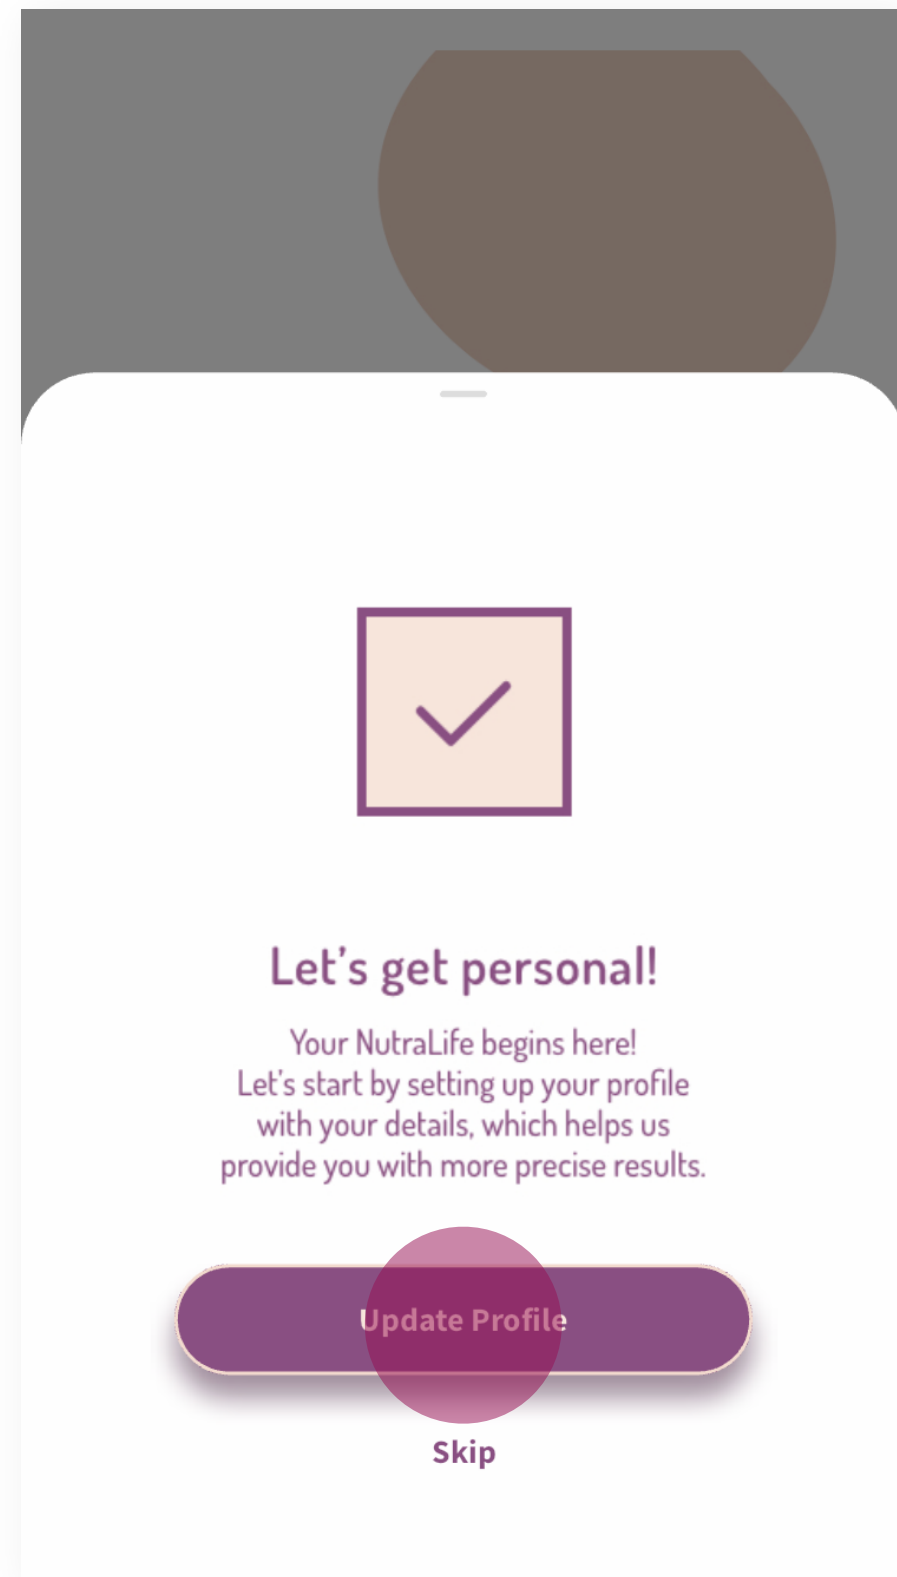 Let’s get personal!
Your NutraLife begins here!
Let’s start by setting up your profile
with your details, which helps us
provide you with more precise results.
Update Profile
Skip